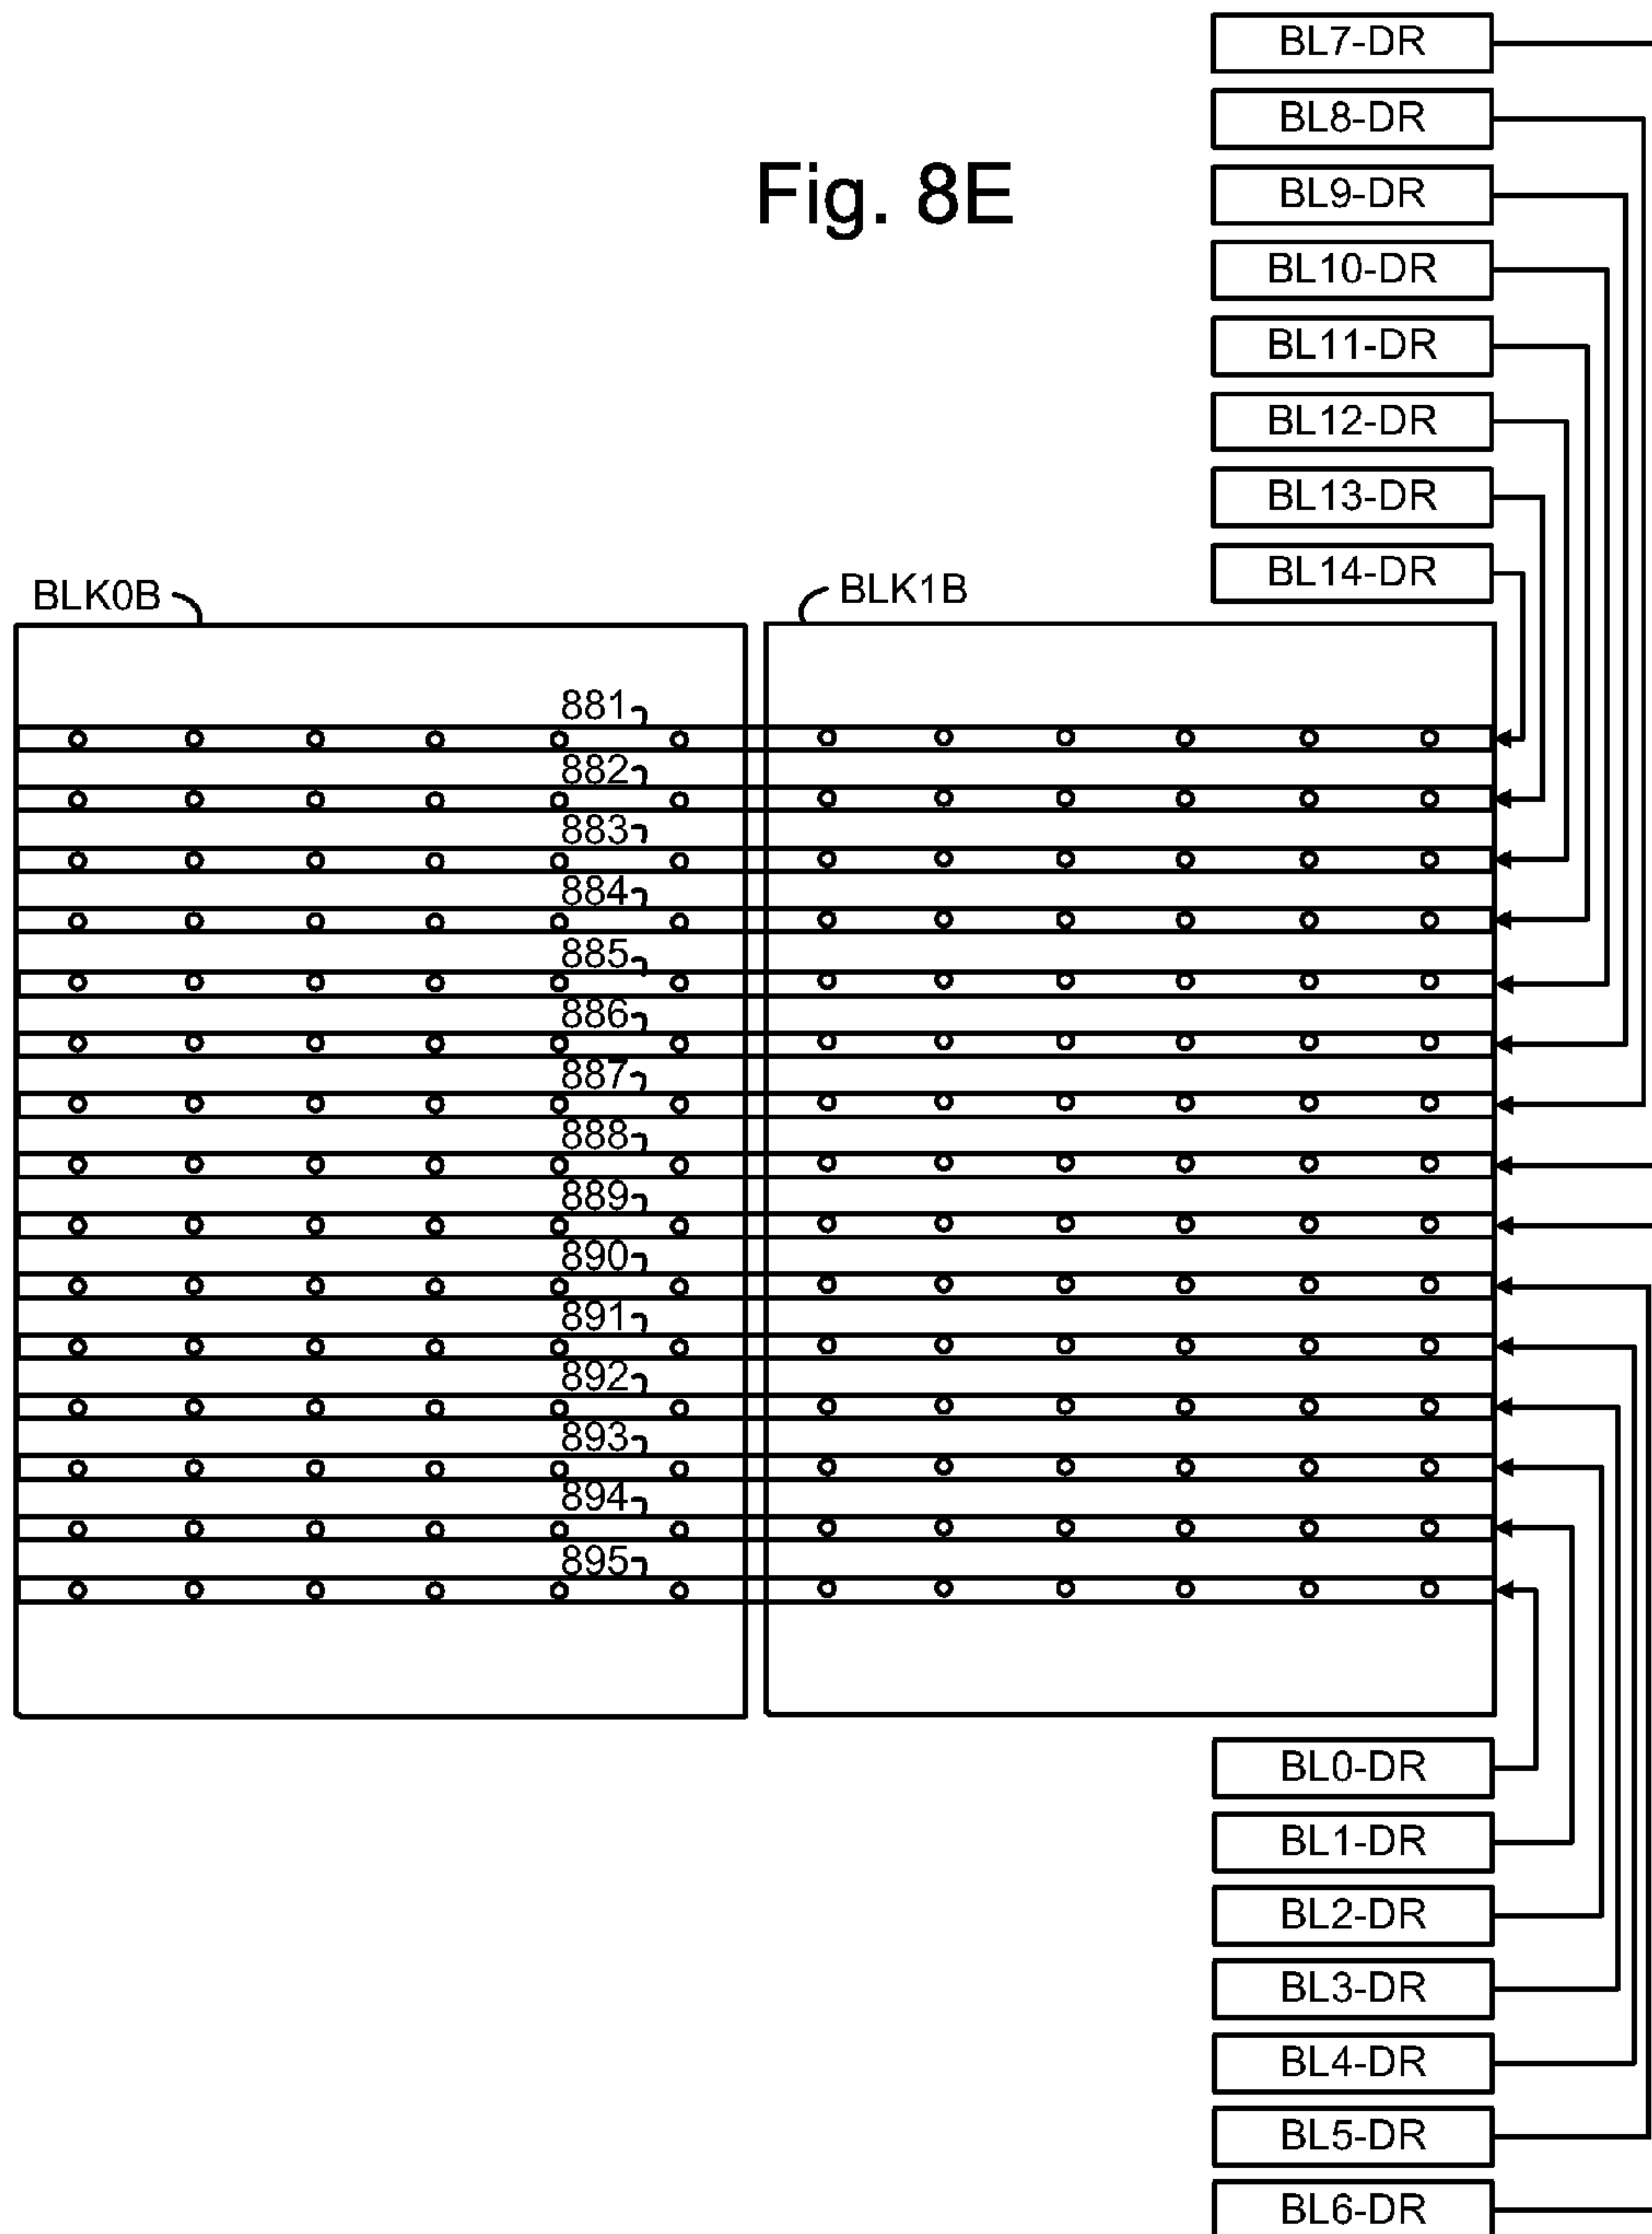 BL7-DR
BL8-DR
Fig. 8E
BL9-DR
BL10-DR
BL11-DR
BL12-DR
BL13-DR
BL14-DR
BLK0B
BLK1B
881
882
883
884
885
886
887
888
889
890
891
892
893
894
895
BL0-DR
BL1-DR
BL2-DR
BL3-DR
BL4-DR
BL5-DR
BL6-DR